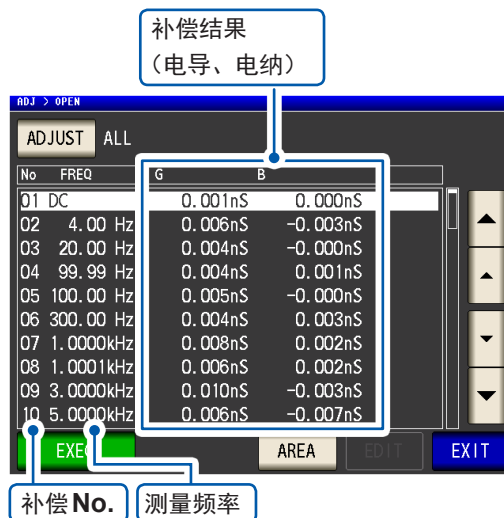 补偿结果
（电导、电纳）
ADJ > OPEN
ADJUST ALL
No FREQ G B
01 DC 0.001nS 0.000nS
02 4.00 Hz 0.006nS -0.003nS
03 20.00 Hz 0.004nS -0.000nS
04 99.99 Hz 0.004nS 0.001nS
05 100.00 Hz 0.005nS -0.000nS
06 300.00 Hz 0.004nS 0.003nS
07 1.0000kHz 0.008nS 0.002nS
08 1.0001kHz 0.006nS 0.002nS
09 3.0000kHz 0.010nS -0.003nS
10 5.0000kHz 0.006nS -0.007nS
AREA EDIT EXIT
补偿 No. 测量频率